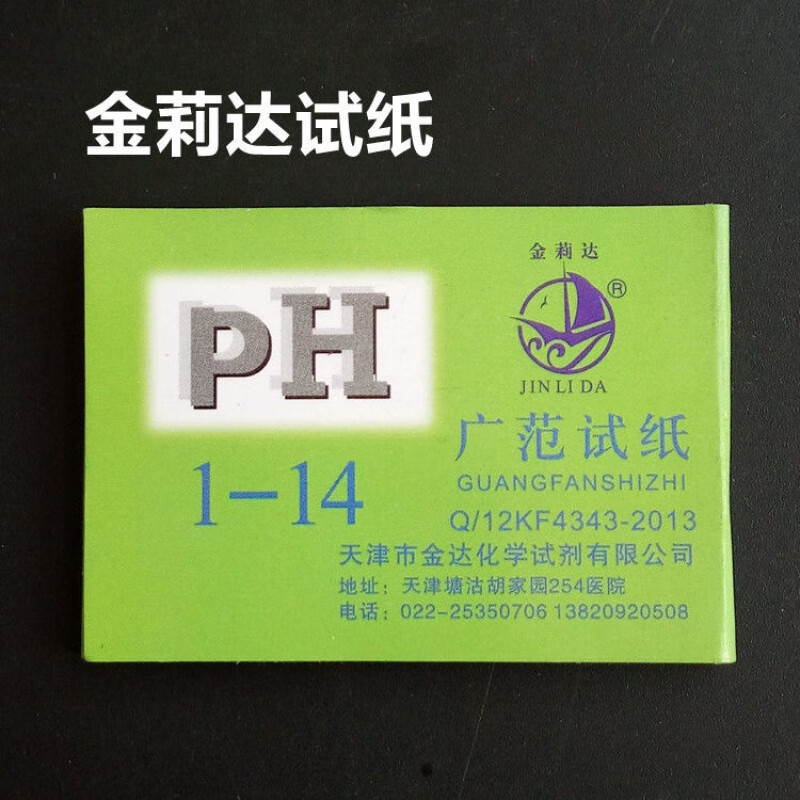 金莉达试纸
金莉达
®
JINLI DA
pH
1-14
广范试纸
GUANGFANSHIZHI
Q/12KF4343-2013
天津市金达化学试剂有限公司
地址：天津塘沽胡家园254医院
电话：022-25350706 13820920508